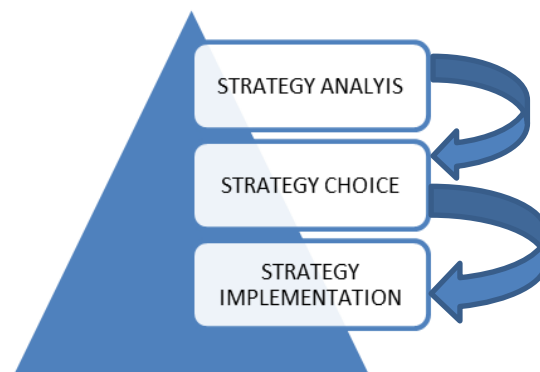 STRATEGY ANALYIS
STRATEGY CHOICE
STRATEGY
IMPLEMENTATION